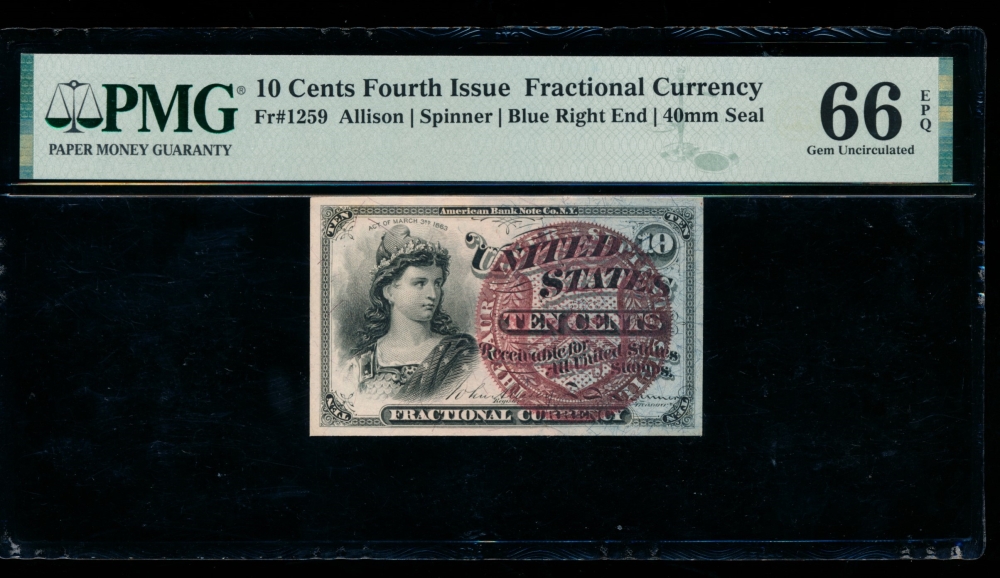 PMG®
PAPER MONEY GUARANTY
10 Cents Fourth Issue Fractional Currency
Fr#1259 Allison | Spinner | Blue Right End | 40mm Seal
66
EPQ
Gem Uncirculated
TEN American Bank Note Co. N.Y. TEN
ACT OF MARCH 3RD 1863
10
UNITED
STATES
TEN CENTS
Receivable for
All United States
Stamps.
FRACTIONAL CURRENCY